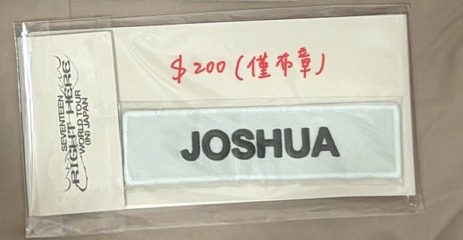 $200(僅布章)
SEVENTEEN
RIGHT HERE
WORLD TOUR
(IN) JAPAN
JOSHUA